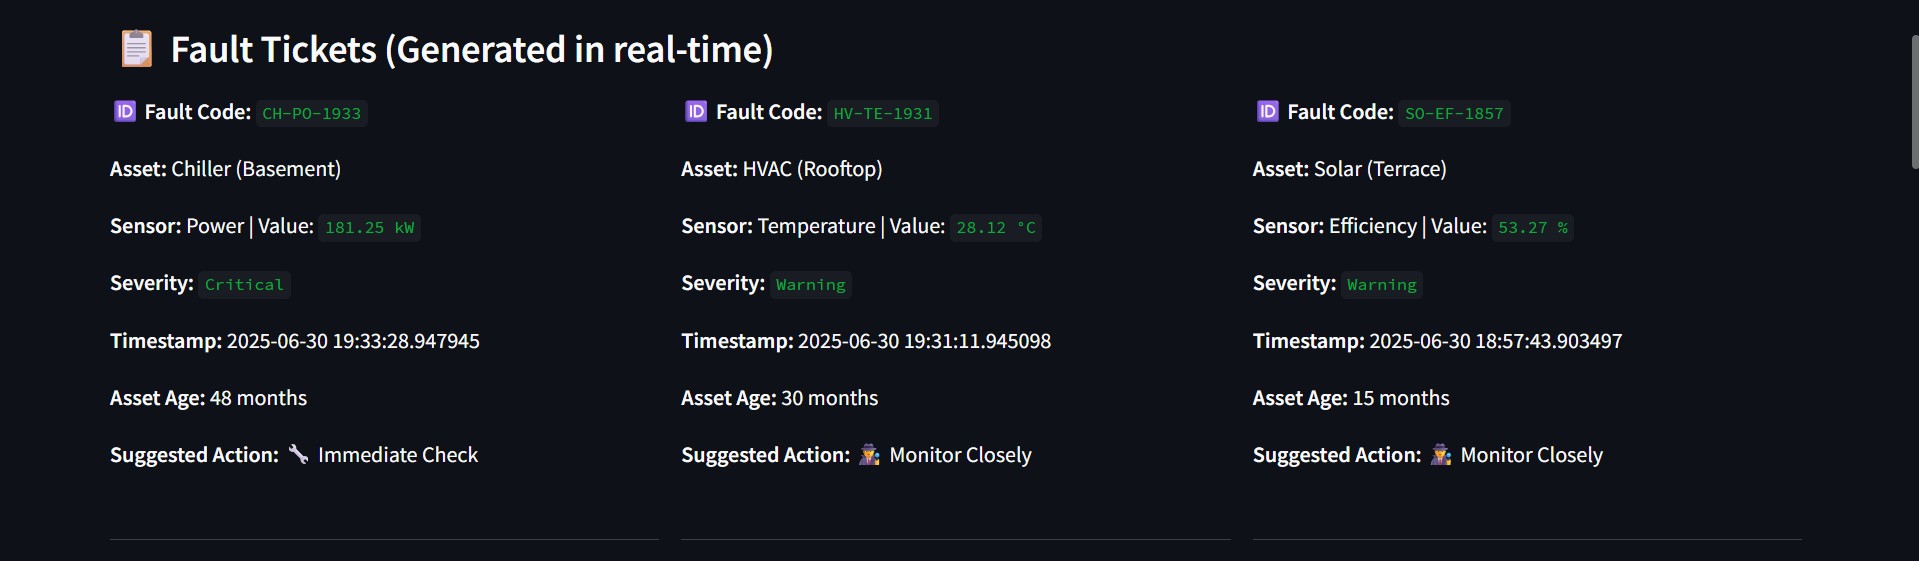 Fault Tickets (Generated in real-time)
🆔 Fault Code: CH-PO-1933
Asset: Chiller (Basement)
Sensor: Power | Value: 181.25 kW
Severity: Critical
Timestamp: 2025-06-30 19:33:28.947945
Asset Age: 48 months
Suggested Action: 🔧 Immediate Check
🆔 Fault Code: HV-TE-1931
Asset: HVAC (Rooftop)
Sensor: Temperature | Value: 28.12 °C
Severity: Warning
Timestamp: 2025-06-30 19:31:11.945098
Asset Age: 30 months
Suggested Action: 🕵️ Monitor Closely
🆔 Fault Code: SO-EF-1857
Asset: Solar (Terrace)
Sensor: Efficiency | Value: 53.27 %
Severity: Warning
Timestamp: 2025-06-30 18:57:43.903497
Asset Age: 15 months
Suggested Action: 🕵️ Monitor Closely